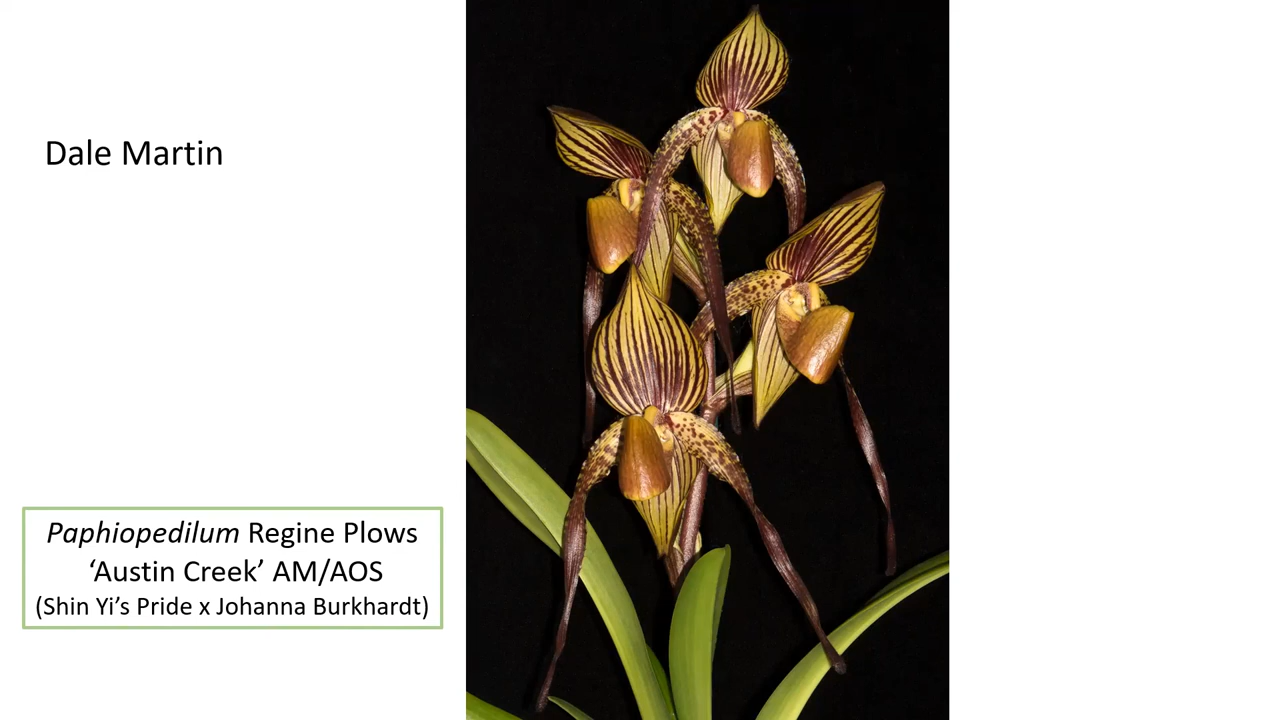 Dale Martin
Paphiopedilum Regine Plows
‘Austin Creek’ AM/AOS
(Shin Yi’s Pride x Johanna Burkhardt)